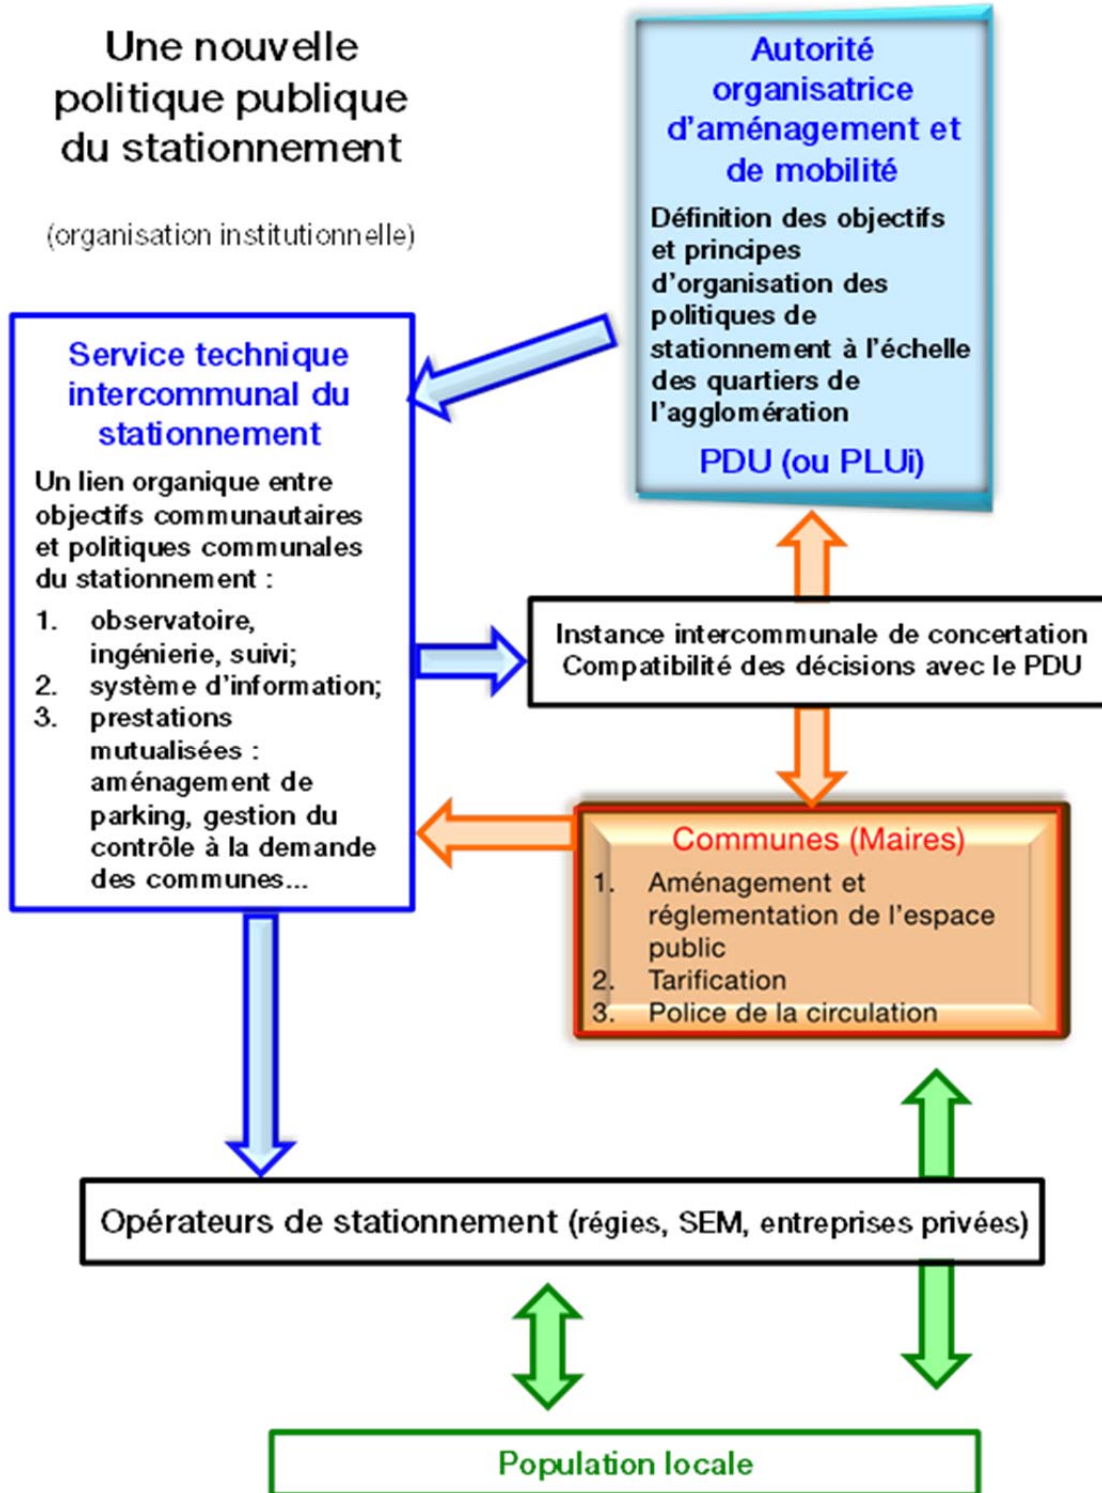 Une nouvelle
politique publique
du stationnement
(organisation institutionnelle)
Autorité
organisatrice
d'aménagement et
de mobilité
Définition des objectifs
et principes
d'organisation des
politiques de
stationnement à l'échelle
des quartiers de
l'agglomération
PDU (ou PLUi)
Service technique
intercommunal du
stationnement
Un lien organique entre
objectifs communautaires
et politiques communales
du stationnement :
1. observatoire,
ingénierie, suivi;
2. système d'information;
3. prestations
mutualisées :
aménagement de
parking, gestion du
contrôle à la demande
des communes...
Instance intercommunale de concertation
Compatibilité des décisions avec le PDU
Communes (Maires)
1. Aménagement et
réglementation de l'espace
public
2. Tarification
3. Police de la circulation
Opérateurs de stationnement (régies, SEM, entreprises privées)
Population locale